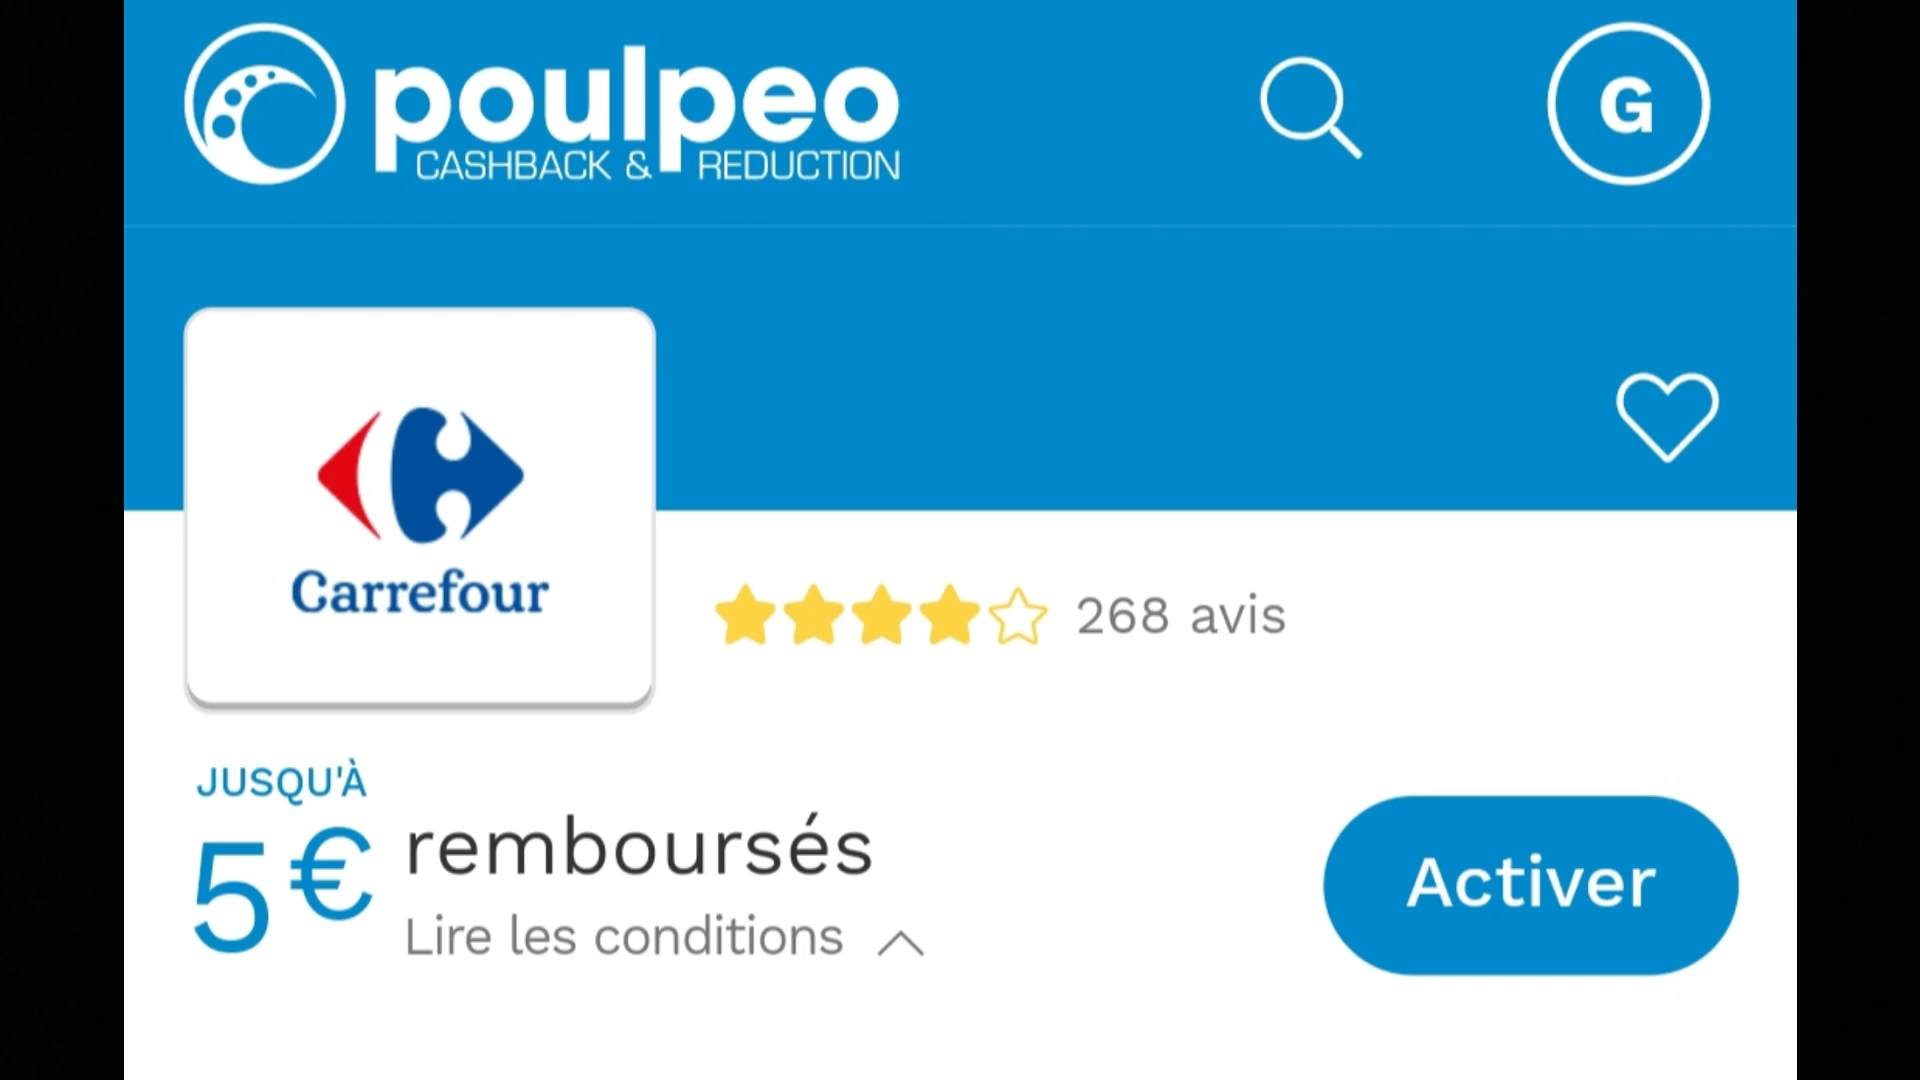 poulpeo
CASHBACK & REDUCTION
G
Carrefour
268 avis
JUSQU'À
5€ remboursés
Lire les conditions
Activer